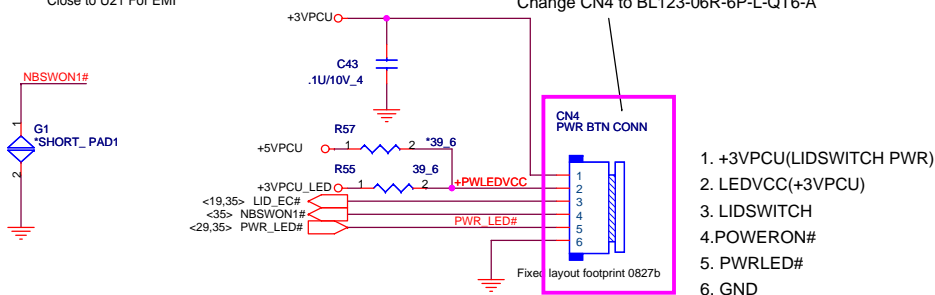 Close to U21 For EMI
Change CN4 to BL123-06R-6P-L-QT6-A
+3VPCU
C43
.1U/10V_4
NBSWON1#
1
G1
*SHORT_ PAD1
2
CN4
PWR BTN CONN
R57
+5VPCU 1 2 *39_6
R55 39_6
+3VPCU_LED 1 2 +PWLEDVCC
<19,35> LID_EC#
<35> NBSWON1#
<29,35> PWR_LED# PWR_LED#
1
2
3
4
5
6
Fixed layout footprint 0827b
1. +3VPCU(LIDSWITCH PWR)
2. LEDVCC(+3VPCU)
3. LIDSWITCH
4.POWERON#
5. PWRLED#
6. GND